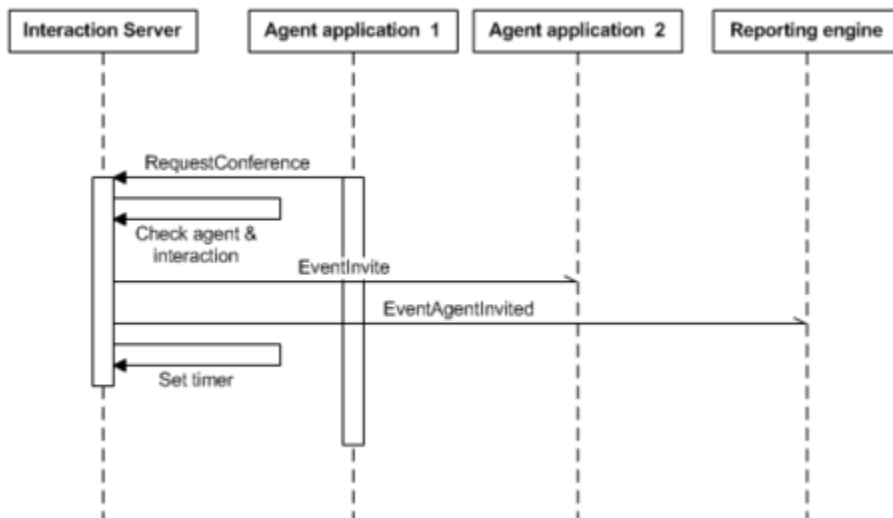 Interaction Server
Agent application 1
Agent application 2
Reporting engine
RequestConference
Check agent &
interaction
EventInvite
EventAgentInvited
Set timer